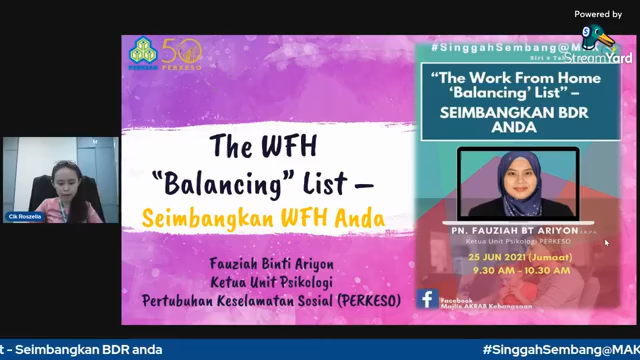 Powered by
StreamYard
PERKESO
50
PERKESO
The WFH
"Balancing" List –
Seimbangkan WFH Anda
Fauziah Binti Ariyon
Ketua Unit Psikologi
Pertubuhan Keselamatan Sosial (PERKESO)
#SinggahSembang@MAK
"The Work From Home
'Balancing' List" –
SEIMBANGKAN BDR
ANDA
PN. FAUZIAH BT ARIYON
Ketua Unit Psikologi PERKESO
25 JUN 2021 (Jumaat)
9.30 AM - 10.30 AM
Facebook
Majlis AKRAB Kebangsaan
Cik Roszelia
t - Seimbangkan BDR anda
#SinggahSembang@MAK